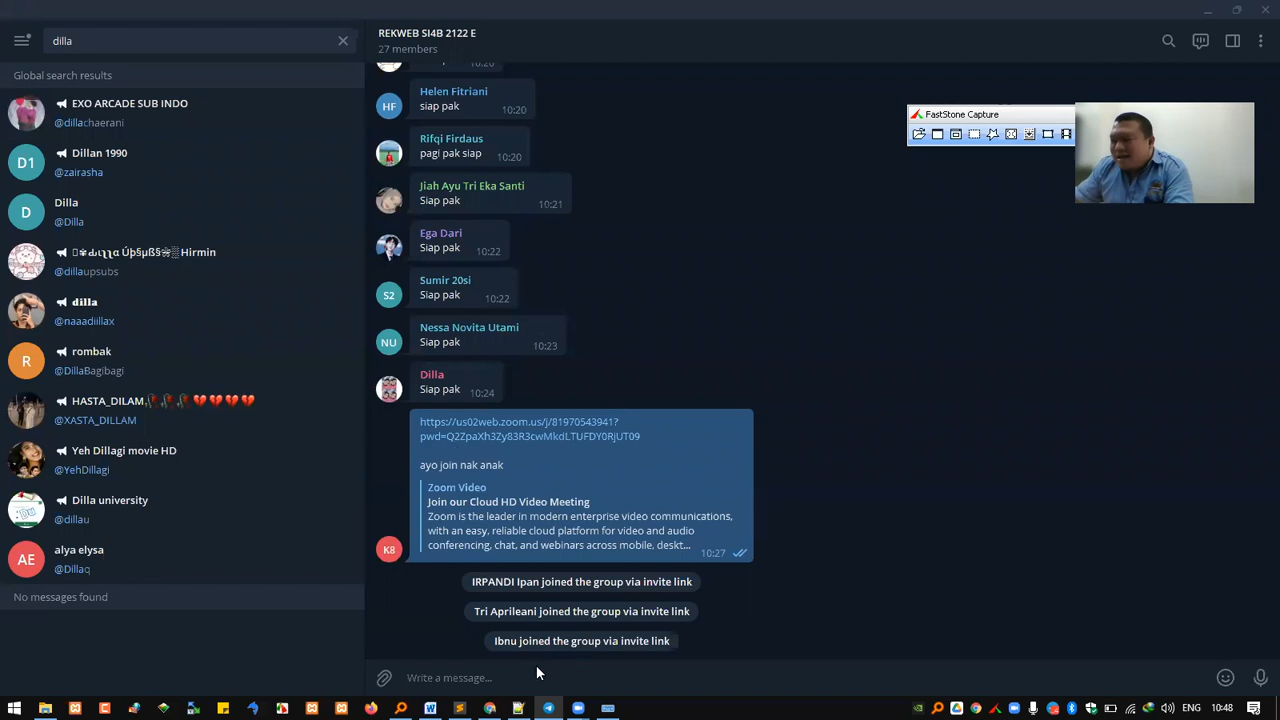 dilla
Global search results
EXO ARCADE SUB INDO
@dillachaerani
D1
Dillan 1990
@zairasha
D
Dilla
@Dilla
Hirmin
@dillaupsubs
dilla
@naaadiillax
R
rombak
@DillaBagibagi
HASTA_DILLAM
@XASTA_DILLAM
Yeh Dillagi movie HD
@YehDillagi
Dilla university
@dillau
AE
alya elysa
@Dillaq
No messages found
REKWEB SI4B 2122 E
27 members
10:20
HF
Helen Fitriani
siap pak
10:20
Rifqi Firdaus
pagi pak siap
10:20
Jiah Ayu Tri Eka Santi
Siap pak
10:21
Ega Dari
Siap pak
10:22
S2
Sumir 20si
Siap pak
10:22
NU
Nessa Novita Utami
Siap pak
10:23
Dilla
Siap pak
10:24
https://us02web.zoom.us/j/81970543941?
pwd=Q2ZpaXh3Zy83R3cwMkdLTUFDY0RjUT09
ayo join nak anak
Zoom Video
Join our Cloud HD Video Meeting
Zoom is the leader in modern enterprise video communications,
with an easy, reliable cloud platform for video and audio
conferencing, chat, and webinars across mobile, deskt...
10:27
K8
IRPANDI Ipan joined the group via invite link
Tri Aprileani joined the group via invite link
Ibnu joined the group via invite link
Write a message...
FastStone Capture
10:48